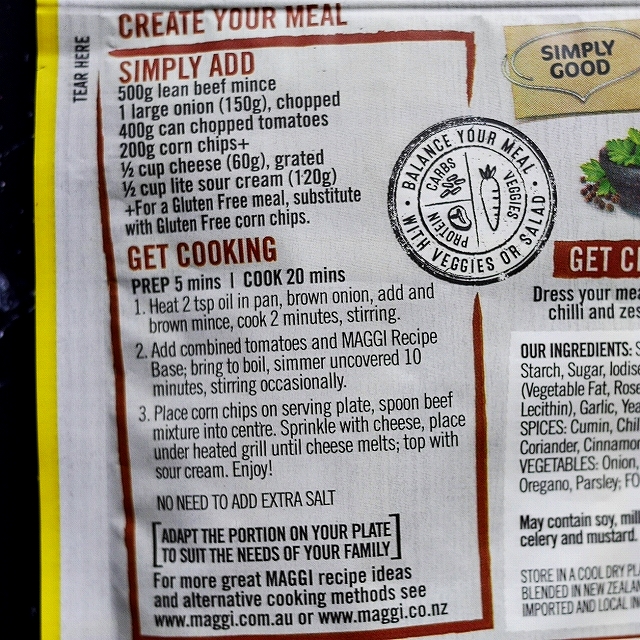 TEAR HERE
CREATE YOUR MEAL
SIMPLY ADD
500g lean beef mince
1 large onion (150g), chopped
400g can chopped tomatoes
200g corn chips+
½ cup cheese (60g), grated
½ cup lite sour cream (120g)
+For a Gluten Free meal, substitute
with Gluten Free corn chips.
GET COOKING
PREP 5 mins | COOK 20 mins
1. Heat 2 tsp oil in pan, brown onion, add and
brown mince, cook 2 minutes, stirring.
2. Add combined tomatoes and MAGGI Recipe
Base; bring to boil, simmer uncovered 10
minutes, stirring occasionally.
3. Place corn chips on serving plate, spoon beef
mixture into centre. Sprinkle with cheese, place
under heated grill until cheese melts; top with
sour cream. Enjoy!
NO NEED TO ADD EXTRA SALT
[ADAPT THE PORTION ON YOUR PLATE
TO SUIT THE NEEDS OF YOUR FAMILY]
For more great MAGGI recipe ideas
and alternative cooking methods see
www.maggi.com.au or www.maggi.co.nz
• BALANCE YOUR MEAL •
WITH VEGGIES OR SALAD
CARBS
VEGGIES
PROTEIN
SIMPLY
GOOD
GET
Dress your
chilli and
OUR INGREDIENTS:
Starch, Sugar,
(Vegetable Fat,
Lecithin), Garlic,
SPICES: Cumin,
Coriander,
VEGETABLES: Onion,
Oregano, Parsley;
May contain soy,
celery and mustard.
STORE IN A COOL DRY
BLENDED IN NEW
IMPORTED AND LOCAL